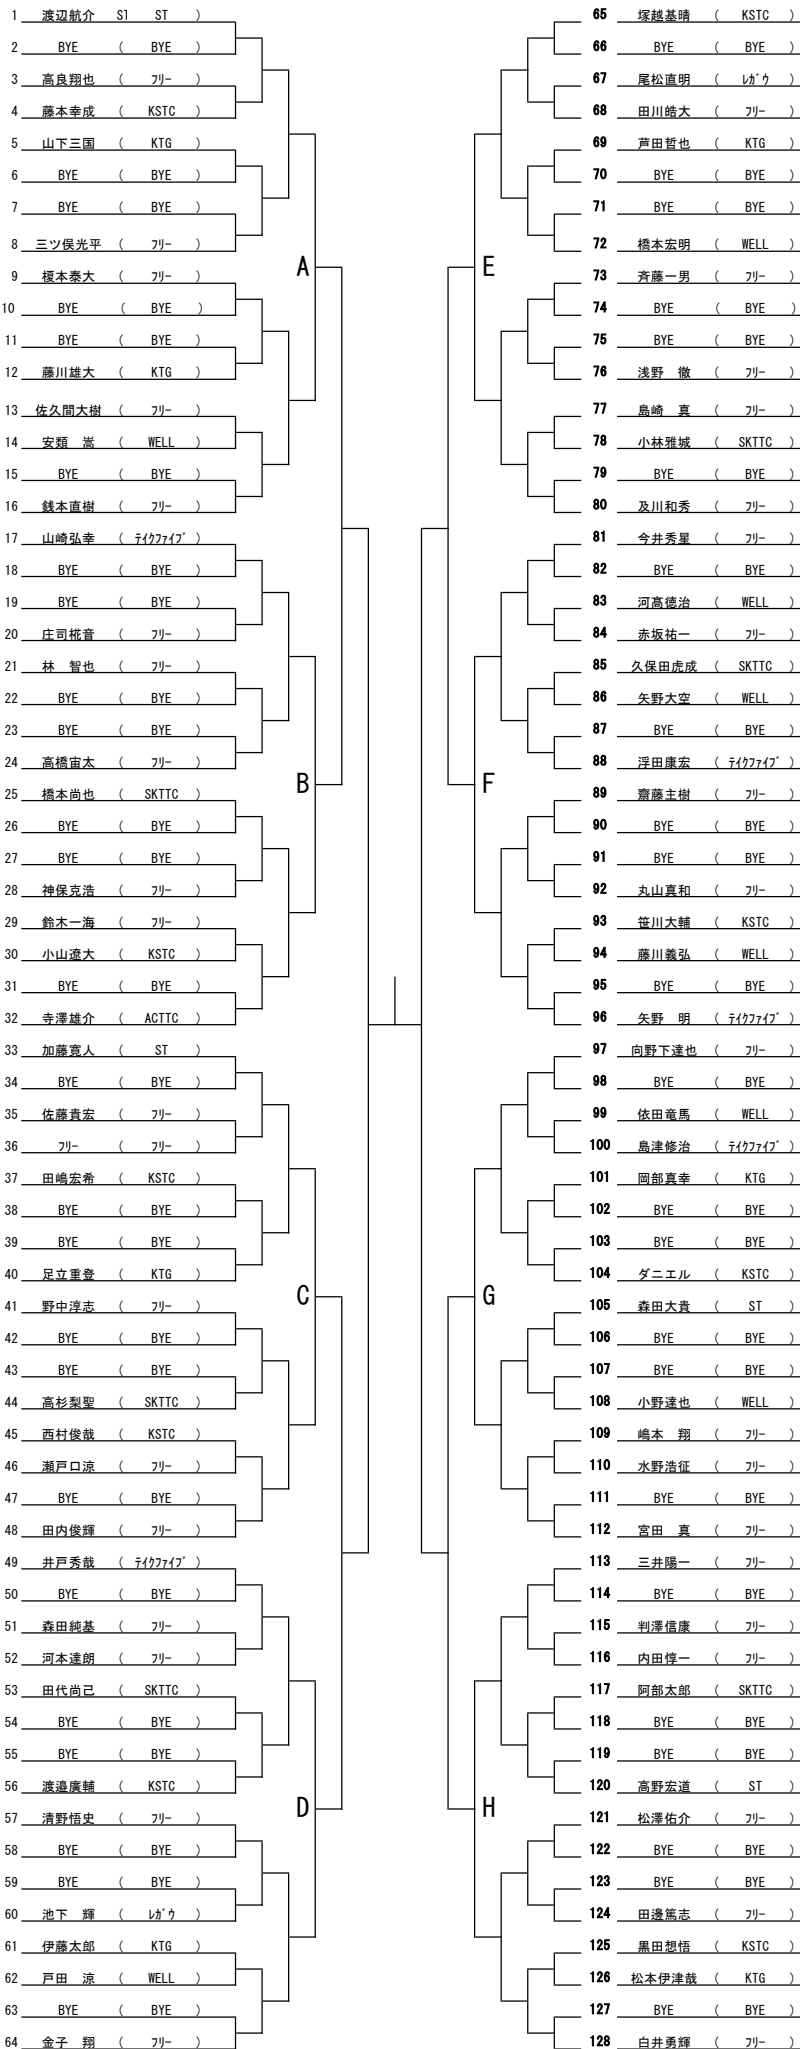 1 渡辺航介 ST ST )
2 BYE ( BYE )
3 高良翔也 ( ﾌﾘｰ )
4 藤本幸成 ( KSTC )
5 山下三国 ( KTG )
6 BYE ( BYE )
7 BYE ( BYE )
8 三ツ俣光平 ( ﾌﾘｰ )
A
9 榎本泰大 ( ﾌﾘｰ )
10 BYE ( BYE )
11 BYE ( BYE )
12 藤川雄大 ( KTG )
13 佐久間大樹 ( ﾌﾘｰ )
14 安類 嵩 ( WELL )
15 BYE ( BYE )
16 銭本直樹 ( ﾌﾘｰ )
17 山崎弘幸 ( ﾃｲｸﾌｧｲﾌﾞ )
18 BYE ( BYE )
19 BYE ( BYE )
20 庄司椛音 ( ﾌﾘｰ )
21 林 智也 ( ﾌﾘｰ )
22 BYE ( BYE )
23 BYE ( BYE )
24 高橋宙太 ( ﾌﾘｰ )
B
25 橋本尚也 ( SKTTC )
26 BYE ( BYE )
27 BYE ( BYE )
28 神保克浩 ( ﾌﾘｰ )
29 鈴木一海 ( ﾌﾘｰ )
30 小山遼大 ( KSTC )
31 BYE ( BYE )
32 寺澤雄介 ( ACTTC )
33 加藤寛人 ( ST )
34 BYE ( BYE )
35 佐藤貴宏 ( ﾌﾘｰ )
36 ﾌﾘｰ ( ﾌﾘｰ )
37 田嶋宏希 ( KSTC )
38 BYE ( BYE )
39 BYE ( BYE )
40 足立重登 ( KTG )
C
41 野中淳志 ( ﾌﾘｰ )
42 BYE ( BYE )
43 BYE ( BYE )
44 高杉梨聖 ( SKTTC )
45 西村俊哉 ( KSTC )
46 瀬戸口涼 ( ﾌﾘｰ )
47 BYE ( BYE )
48 田内俊輝 ( ﾌﾘｰ )
49 井戸秀哉 ( ﾃｲｸﾌｧｲﾌﾞ )
50 BYE ( BYE )
51 森田純基 ( ﾌﾘｰ )
52 河本達朗 ( ﾌﾘｰ )
53 田代尚己 ( SKTTC )
54 BYE ( BYE )
55 BYE ( BYE )
56 渡邉廣輔 ( KSTC )
D
57 清野悟史 ( ﾌﾘｰ )
58 BYE ( BYE )
59 BYE ( BYE )
60 池下 輝 ( ﾚｶﾞｳ )
61 伊藤太郎 ( KTG )
62 戸田 涼 ( WELL )
63 BYE ( BYE )
64 金子 翔 ( ﾌﾘｰ )
65 塚越基晴 ( KSTC )
66 BYE ( BYE )
67 尾松直明 ( ﾚｶﾞｳ )
68 田川皓大 ( ﾌﾘｰ )
69 芦田哲也 ( KTG )
70 BYE ( BYE )
71 BYE ( BYE )
72 橋本宏明 ( WELL )
E
73 斉藤一男 ( ﾌﾘｰ )
74 BYE ( BYE )
75 BYE ( BYE )
76 浅野 徹 ( ﾌﾘｰ )
77 島崎 真 ( ﾌﾘｰ )
78 小林雅城 ( SKTTC )
79 BYE ( BYE )
80 及川和秀 ( ﾌﾘｰ )
81 今井秀星 ( ﾌﾘｰ )
82 BYE ( BYE )
83 河髙徳治 ( WELL )
84 赤坂祐一 ( ﾌﾘｰ )
85 久保田虎成 ( SKTTC )
86 矢野大空 ( WELL )
87 BYE ( BYE )
88 浮田康宏 ( ﾃｲｸﾌｧｲﾌﾞ )
F
89 齋藤主樹 ( ﾌﾘｰ )
90 BYE ( BYE )
91 BYE ( BYE )
92 丸山真和 ( ﾌﾘｰ )
93 笹川大輔 ( KSTC )
94 藤川義弘 ( WELL )
95 BYE ( BYE )
96 矢野 明 ( ﾃｲｸﾌｧｲﾌﾞ )
97 向野下達也 ( ﾌﾘｰ )
98 BYE ( BYE )
99 依田竜馬 ( WELL )
100 島津修治 ( ﾃｲｸﾌｧｲﾌﾞ )
101 岡部真幸 ( KTG )
102 BYE ( BYE )
103 BYE ( BYE )
104 ダニエル ( KSTC )
G
105 森田大貴 ( ST )
106 BYE ( BYE )
107 BYE ( BYE )
108 小野達也 ( WELL )
109 嶋本 翔 ( ﾌﾘｰ )
110 水野浩征 ( ﾌﾘｰ )
111 BYE ( BYE )
112 宮田 真 ( ﾌﾘｰ )
113 三井陽一 ( ﾌﾘｰ )
114 BYE ( BYE )
115 判澤信康 ( ﾌﾘｰ )
116 内田惇一 ( ﾌﾘｰ )
117 阿部太郎 ( SKTTC )
118 BYE ( BYE )
119 BYE ( BYE )
120 高野宏道 ( ST )
H
121 松澤佑介 ( ﾌﾘｰ )
122 BYE ( BYE )
123 BYE ( BYE )
124 田邊篤志 ( ﾌﾘｰ )
125 黒田想悟 ( KSTC )
126 松本伊津哉 ( KTG )
127 BYE ( BYE )
128 白井勇輝 ( ﾌﾘｰ )